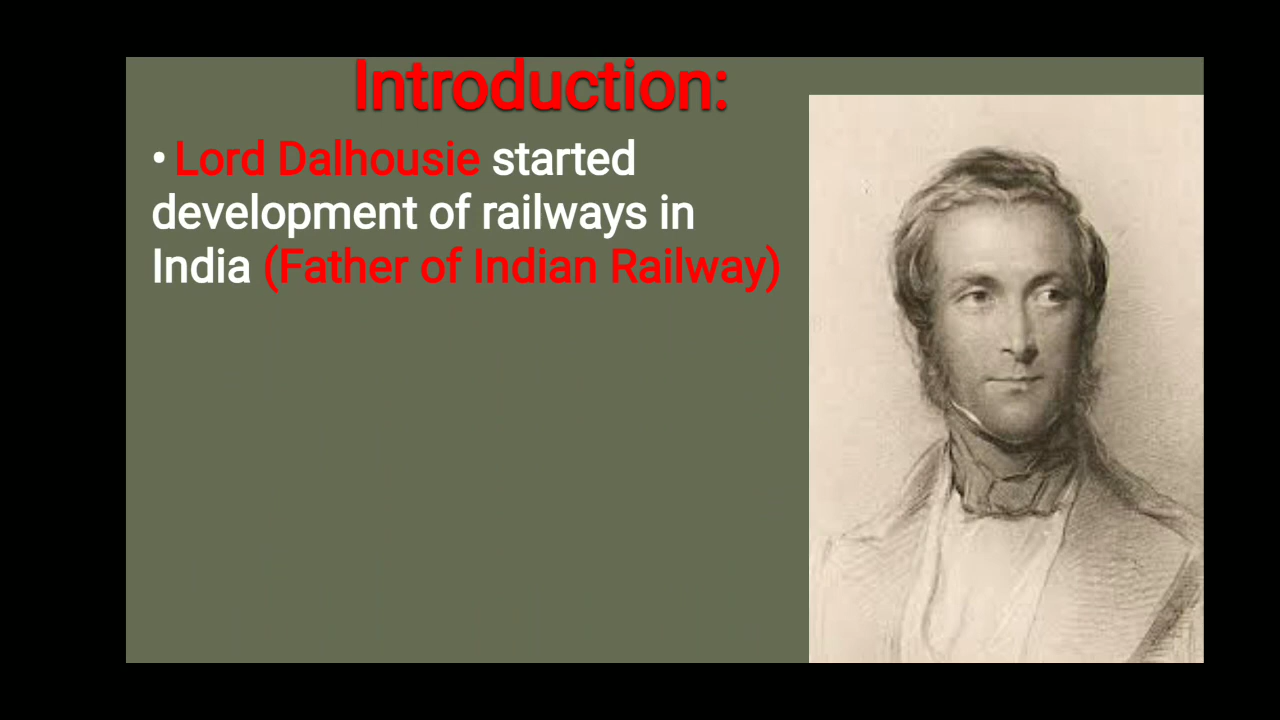 Introduction:
• Lord Dalhousie started
development of railways in
India (Father of Indian Railway)